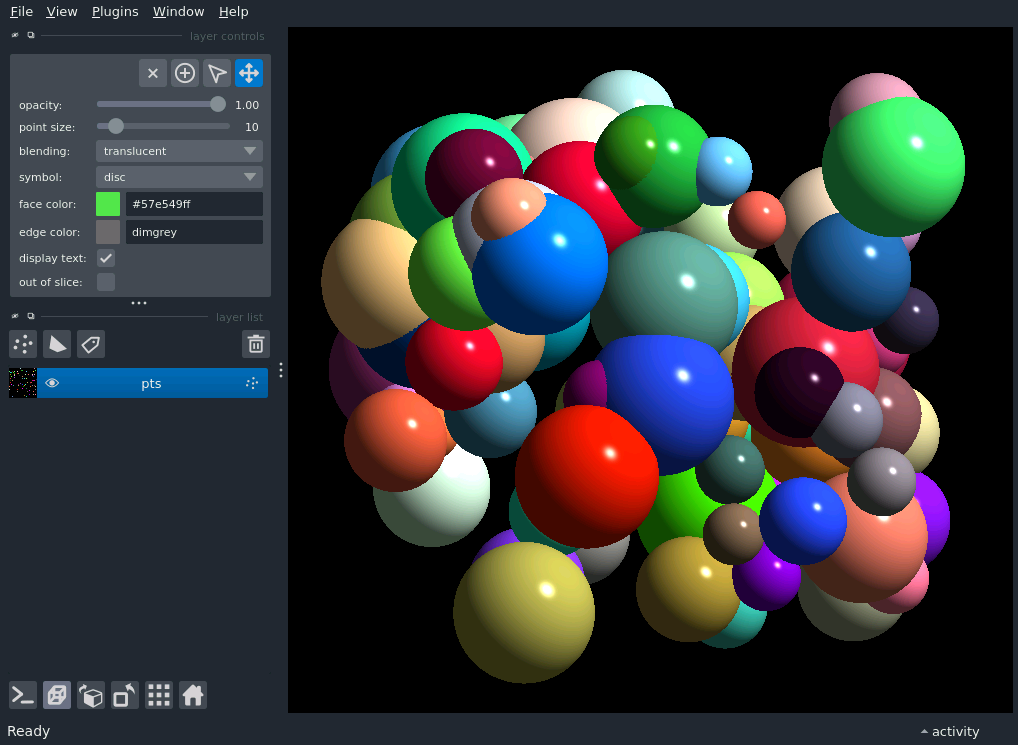 File View Plugins Window Help
layer controls
opacity: 1.00
point size: 10
blending: translucent
symbol: disc
face color: #57e549ff
edge color: dimgrey
display text:
out of slice:
layer list
pts
Ready
activity